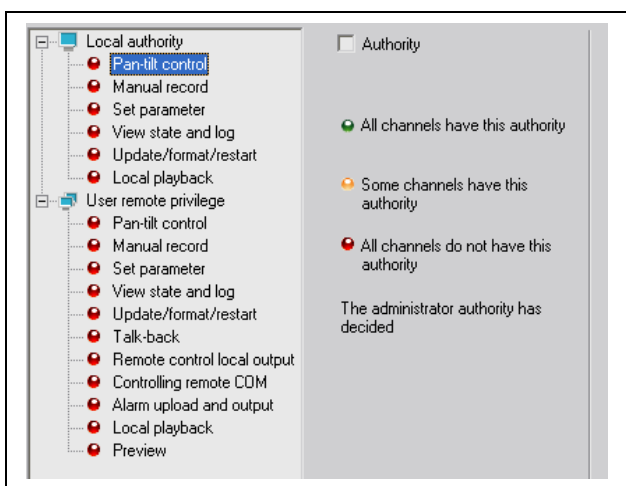 Local authority
Pan-tilt control
Manual record
Set parameter
View state and log
Update/format/restart
Local playback
User remote privilege
Pan-tilt control
Manual record
Set parameter
View state and log
Update/format/restart
Talk-back
Remote control local output
Controlling remote COM
Alarm upload and output
Local playback
Preview
Authority
All channels have this authority
Some channels have this
authority
All channels do not have this
authority
The administrator authority has
decided